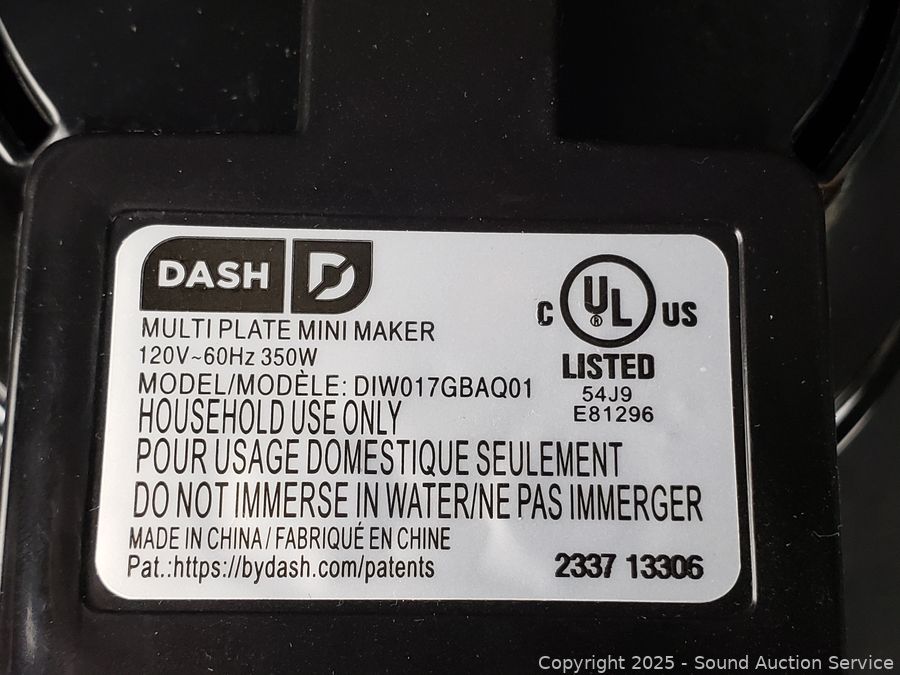 DASH
MULTI PLATE MINI MAKER
120V~60Hz 350W
MODEL/MODÈLE: DIW017GBAQ01
HOUSEHOLD USE ONLY
POUR USAGE DOMESTIQUE SEULEMENT
DO NOT IMMERSE IN WATER/NE PAS IMMERGER
MADE IN CHINA / FABRIQUÉ EN CHINE
Pat.:https://bydash.com/patents
C UL® US
LISTED
54J9
E81296
2337 13306
Copyright © 2025 - Sound Auction Service